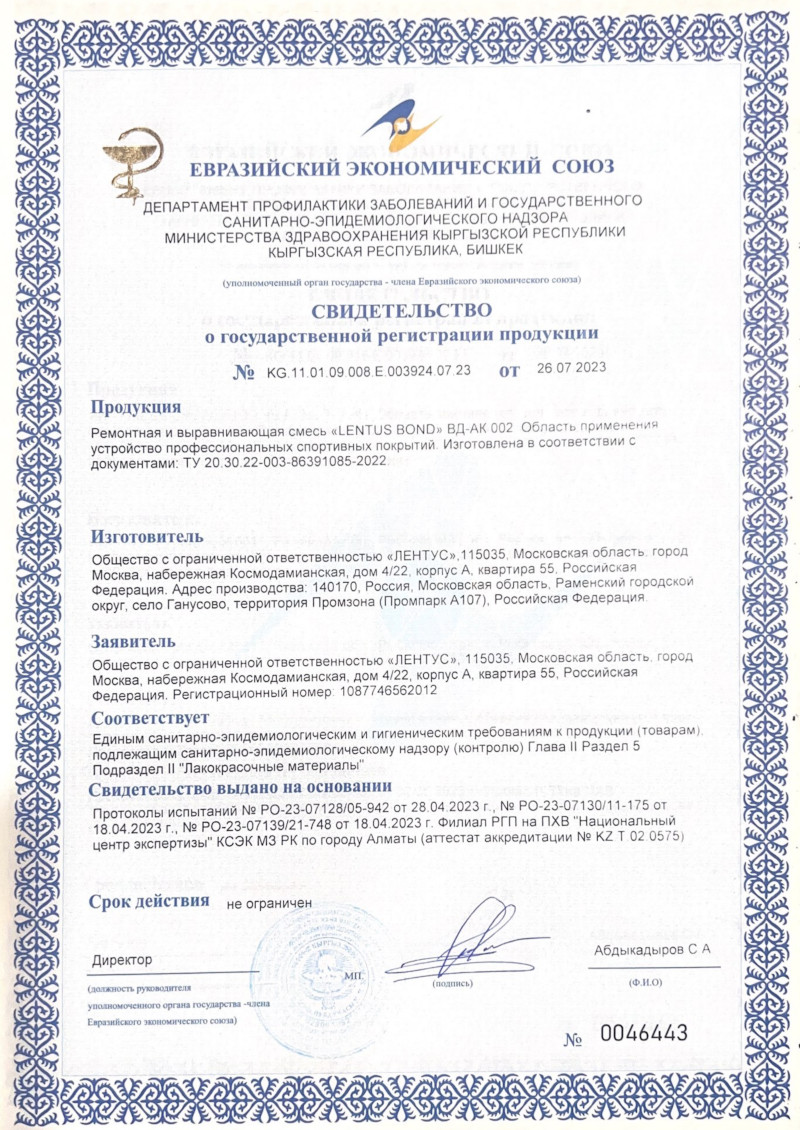 ЕВРАЗИЙСКИЙ ЭКОНОМИЧЕСКИЙ СОЮЗ
ДЕПАРТАМЕНТ ПРОФИЛАКТИКИ ЗАБОЛЕВАНИЙ И ГОСУДАРСТВЕННОГО
САНИТАРНО-ЭПИДЕМИОЛОГИЧЕСКОГО НАДЗОРА
МИНИСТЕРСТВА ЗДРАВООХРАНЕНИЯ КЫРГЫЗСКОЙ РЕСПУБЛИКИ
КЫРГЫЗСКАЯ РЕСПУБЛИКА, БИШКЕК
(уполномоченный орган государства - члена Евразийского экономического союза)
СВИДЕТЕЛЬСТВО
о государственной регистрации продукции
№ KG.11.01.09.008.E.003924.07.23 от 26.07 2023
Продукция
Ремонтная и выравнивающая смесь «LENTUS BOND» ВД-АК 002 Область применения
устройство профессиональных спортивных покрытий. Изготовлена в соответствии с
документами: ТУ 20.30.22-003-86391085-2022
Изготовитель
Общество с ограниченной ответственностью «ЛЕНТУС»,115035, Московская область, город
Москва, набережная Космодамианская, дом 4/22, корпус А, квартира 55, Российская
Федерация. Адрес производства: 140170, Россия, Московская область, Раменский городской
округ, село Ганусово, территория Промзона (Промпарк А107), Российская Федерация
Заявитель
Общество с ограниченной ответственностью «ЛЕНТУС», 115035, Московская область, город
Москва, набережная Космодамианская, дом 4/22, корпус А, квартира 55, Российская
Федерация. Регистрационный номер: 1087746562012
Соответствует
Единым санитарно-эпидемиологическим и гигиеническим требованиям к продукции (товарам),
подлежащим санитарно-эпидемиологическому надзору (контролю) Глава II Раздел 5
Подраздел II "Лакокрасочные материалы"
Свидетельство выдано на основании
Протоколы испытаний № РО-23-07128/05-942 от 28.04.2023 г., № РО-23-07130/11-175 от
18.04.2023 г., № РО-23-07139/21-748 от 18.04.2023 г. Филиал РГП на ПХВ "Национальный
центр экспертизы" КСЭК МЗ РК по городу Алматы (аттестат аккредитации № KZ T 02 0575)
Срок действия не ограничен
Директор
Абдыкадыров С А
(должность руководителя
уполномоченного органа государства -члена
Евразийского экономического союза)
МП
(подпись)
(Ф.И.О)
№ 0046443